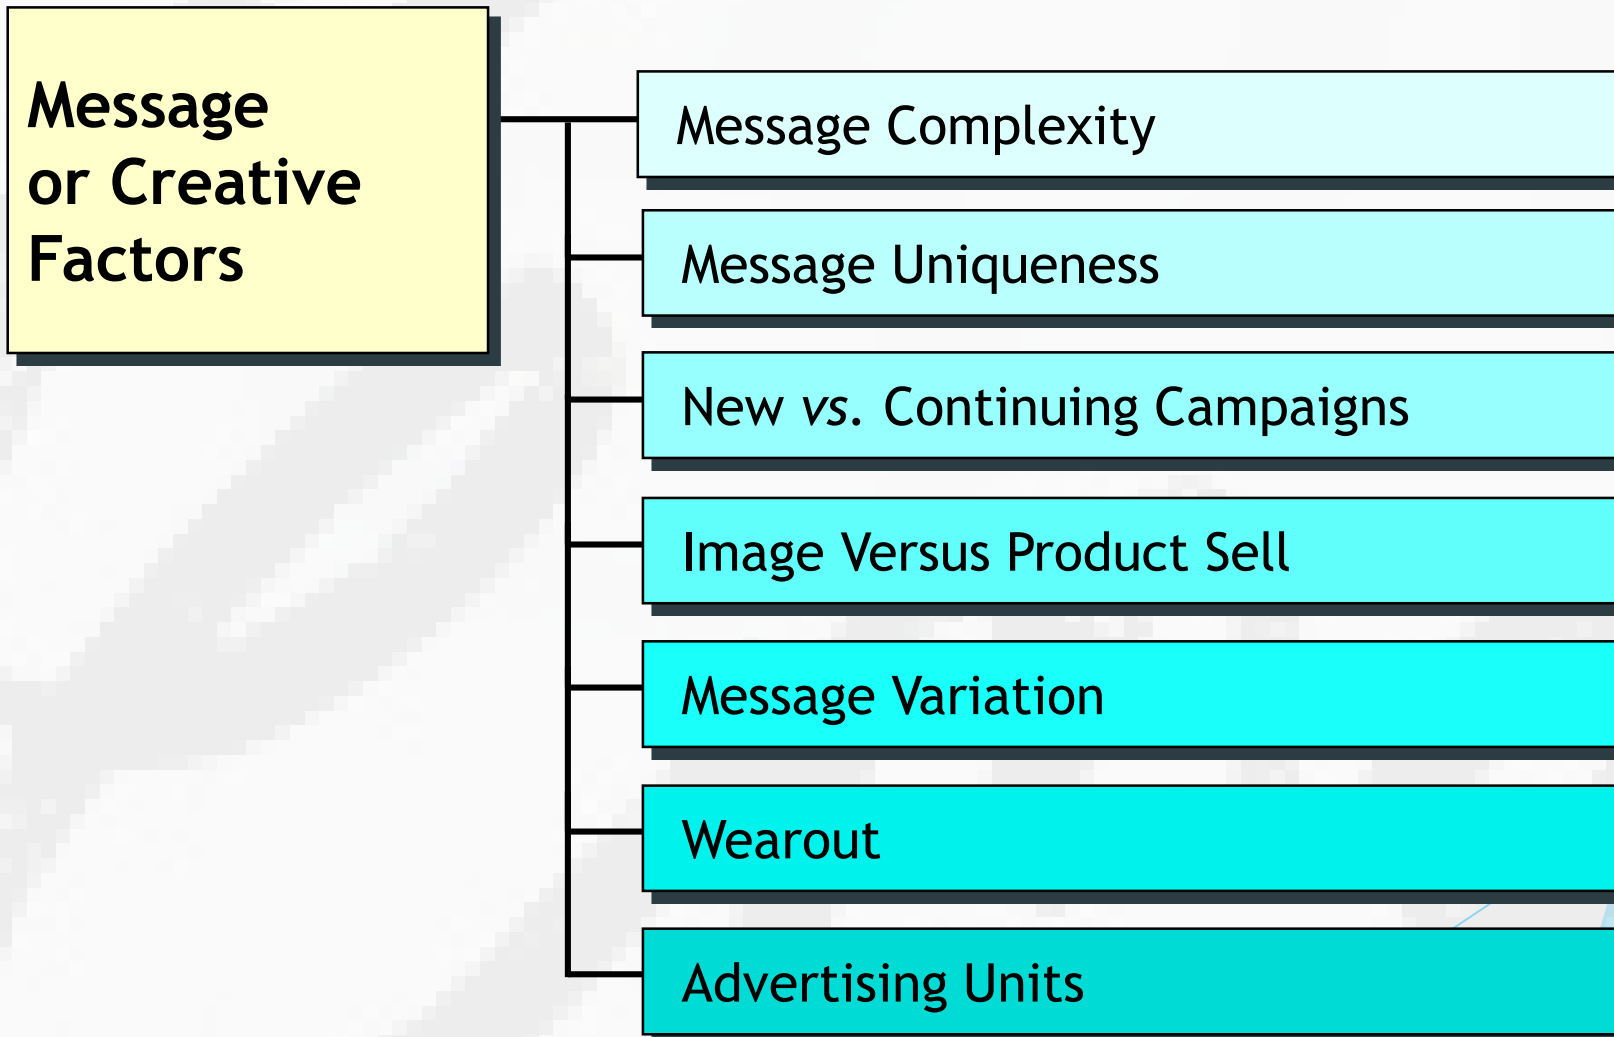 Message
or Creative
Factors
Message Complexity
Message Uniqueness
New vs. Continuing Campaigns
Image Versus Product Sell
Message Variation
Wearout
Advertising Units